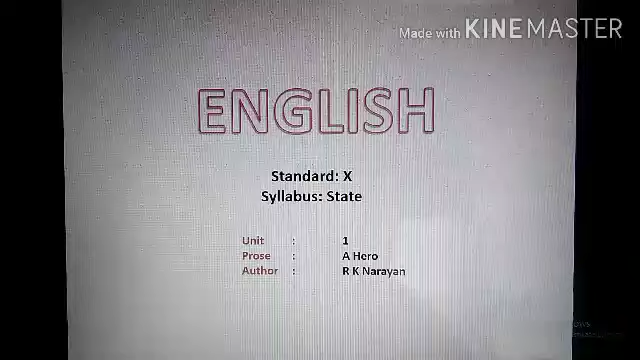 Made with KINEMASTER
ENGLISH
Standard: X
Syllabus: State
Unit : 1
Prose : A Hero
Author : R K Narayan